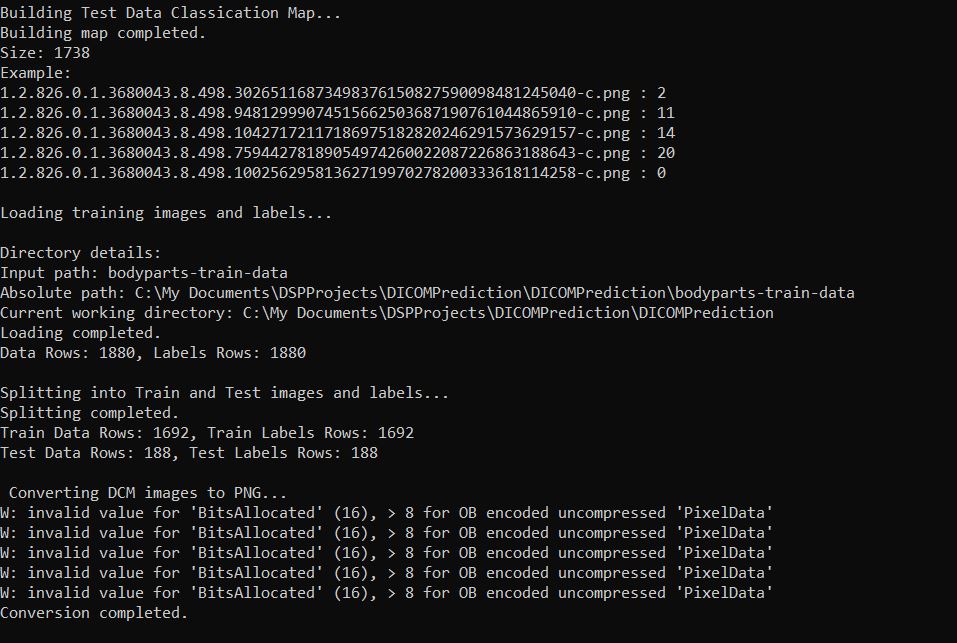 Building Test Data Classication Map...
Building map completed.
Size: 1738
Example:
1.2.826.0.1.3680043.8.498.30265116873498376150827590098481245040-c.png : 2
1.2.826.0.1.3680043.8.498.94812999074515662503687190761044865910-c.png : 11
1.2.826.0.1.3680043.8.498.10427172117186975182820246291573629157-c.png : 14
1.2.826.0.1.3680043.8.498.75944278189054974260022087226863188643-c.png : 20
1.2.826.0.1.3680043.8.498.10025629581362719970278200333618114258-c.png : 0
Loading training images and labels...
Directory details:
Input path: bodyparts-train-data
Absolute path: C:\My Documents\DSPProjects\DICOMPrediction\DICOMPrediction\bodyparts-train-data
Current working directory: C:\My Documents\DSPProjects\DICOMPrediction\DICOMPrediction
Loading completed.
Data Rows: 1880, Labels Rows: 1880
Splitting into Train and Test images and labels...
Splitting completed.
Train Data Rows: 1692, Train Labels Rows: 1692
Test Data Rows: 188, Test Labels Rows: 188
Converting DCM images to PNG...
W: invalid value for 'BitsAllocated' (16), > 8 for OB encoded uncompressed 'PixelData'
W: invalid value for 'BitsAllocated' (16), > 8 for OB encoded uncompressed 'PixelData'
W: invalid value for 'BitsAllocated' (16), > 8 for OB encoded uncompressed 'PixelData'
W: invalid value for 'BitsAllocated' (16), > 8 for OB encoded uncompressed 'PixelData'
W: invalid value for 'BitsAllocated' (16), > 8 for OB encoded uncompressed 'PixelData'
Conversion completed.